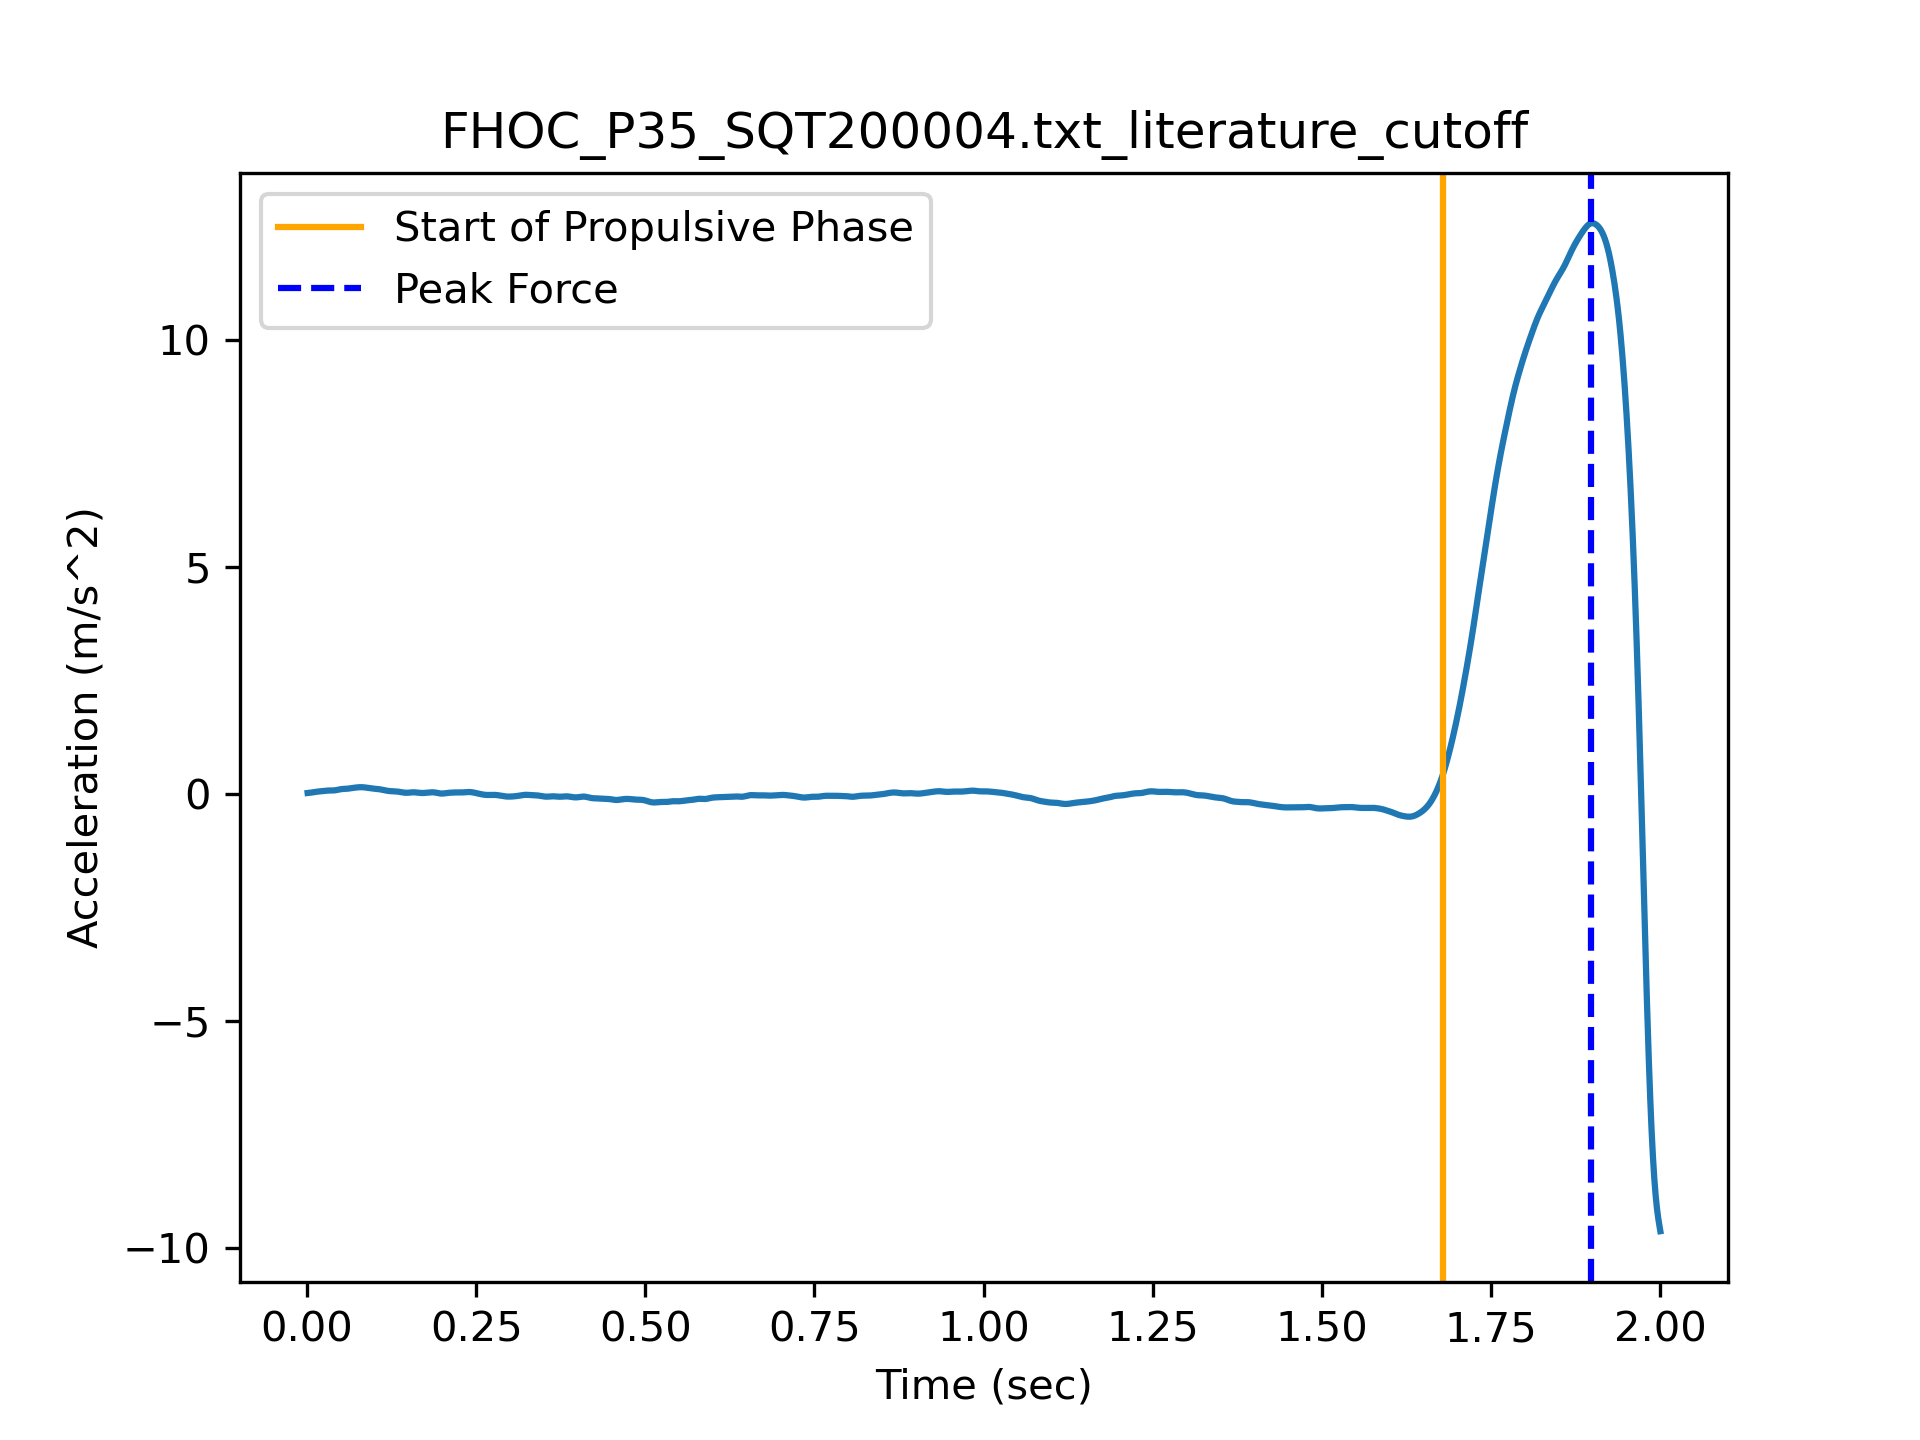 FHOC_P35_SQT200004.txt_literature_cutoff
Start of Propulsive Phase
Peak Force
10
5
0
−5
−10
Acceleration (m/s^2)
0.00 0.25 0.50 0.75 1.00 1.25 1.50 1.75 2.00
Time (sec)